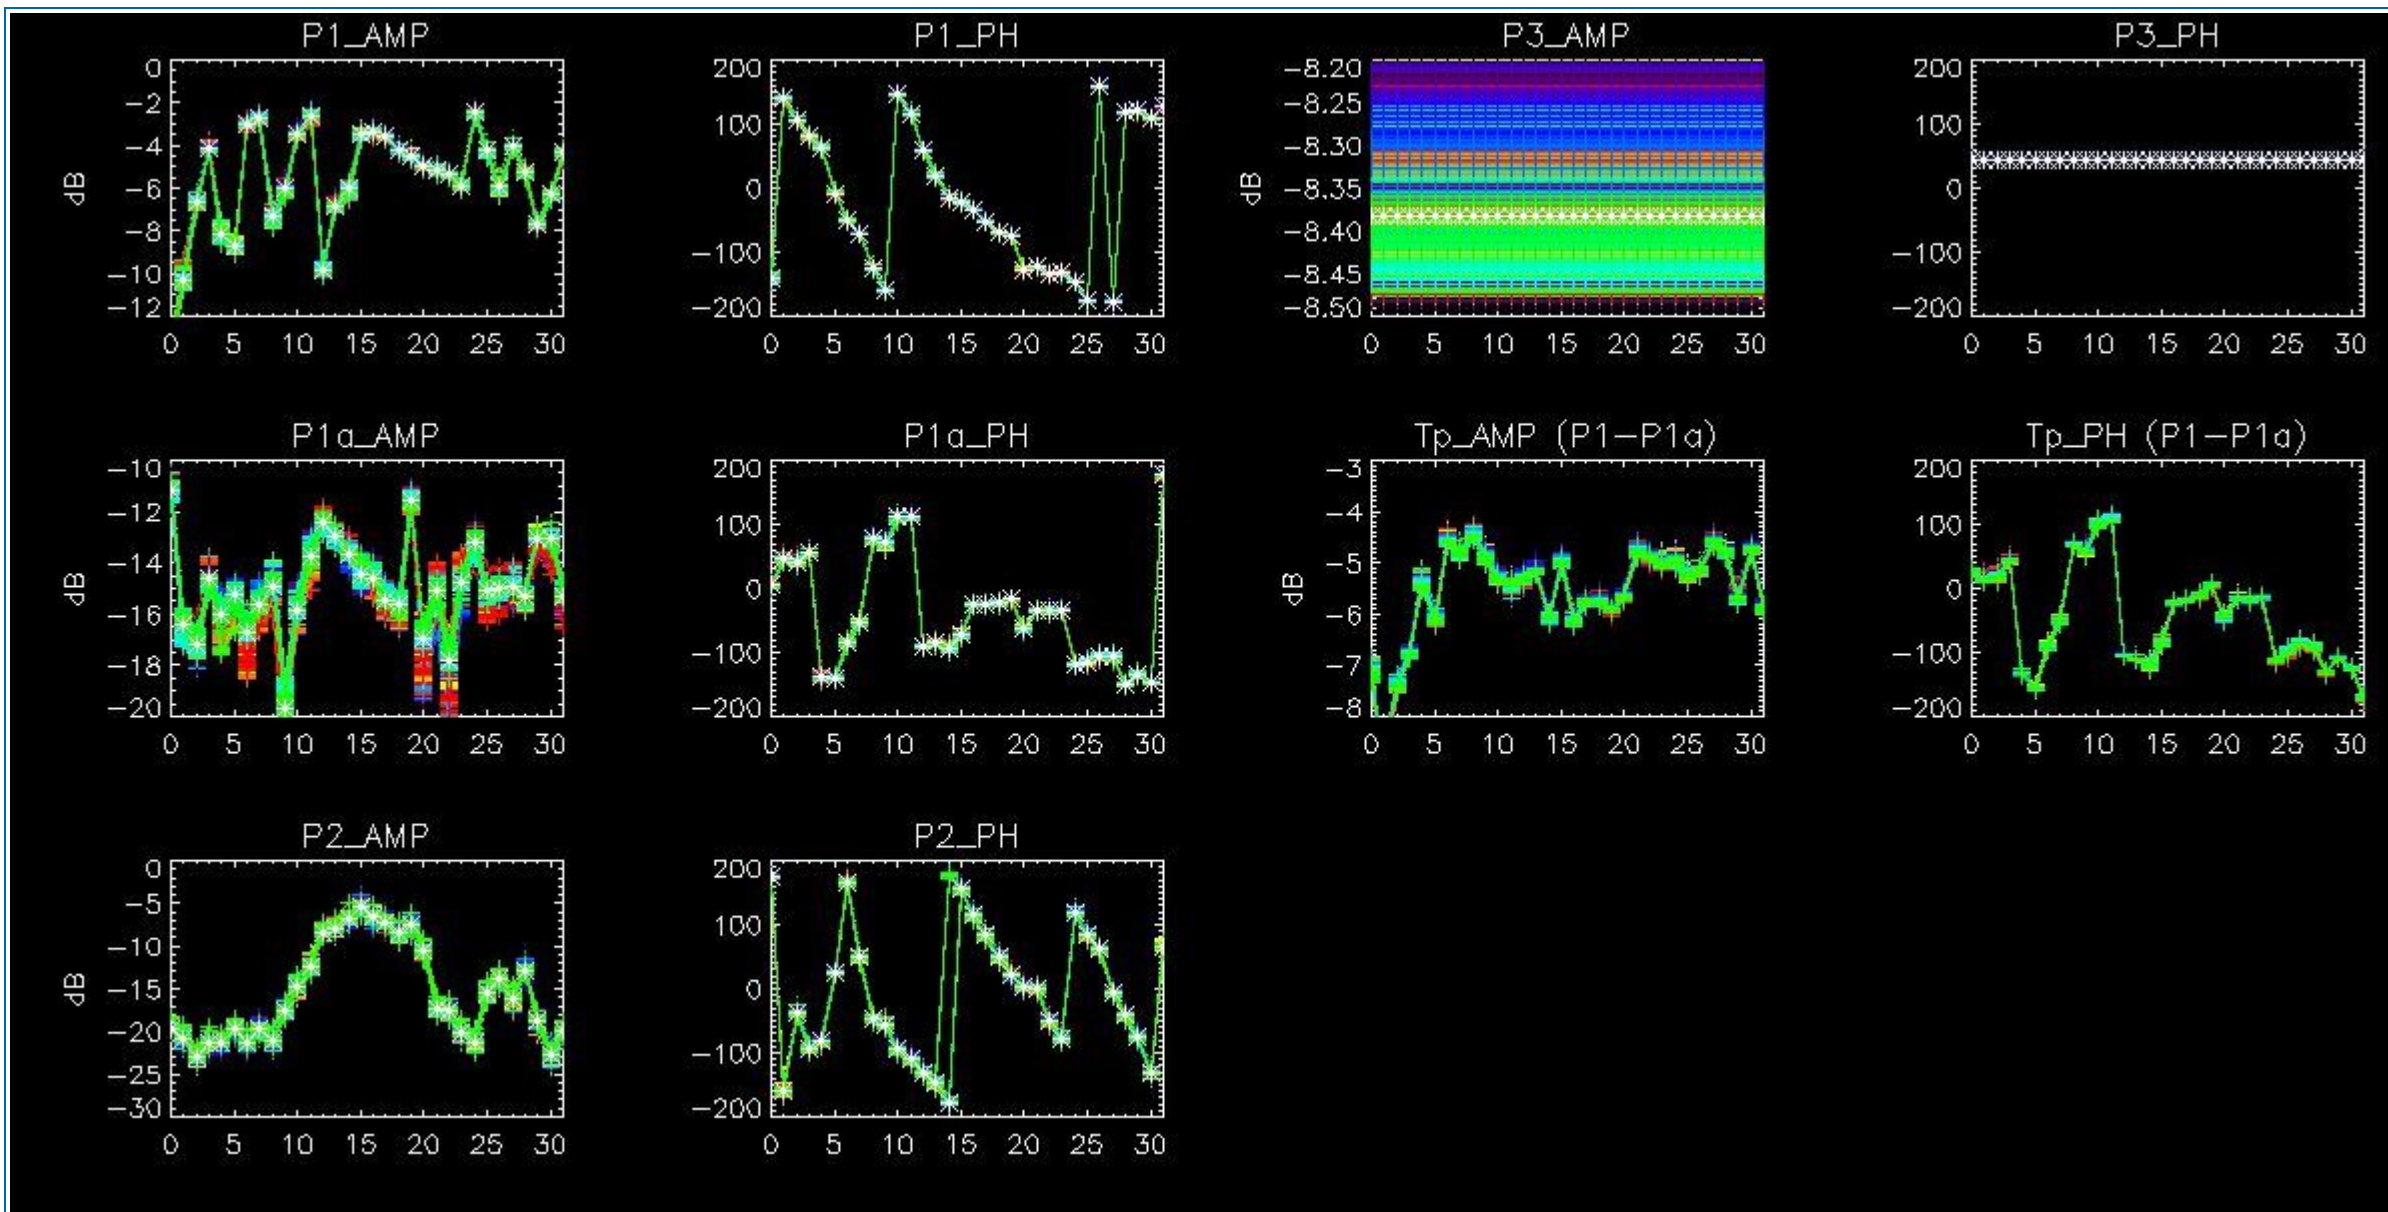 P1_AMP
0
−2
−4
−6
−8
−10
−12
dB
0 5 10 15 20 25 30
P1_PH
200
100
0
−100
−200
0 5 10 15 20 25 30
P3_AMP
−8.20
−8.25
−8.30
−8.35
−8.40
−8.45
−8.50
dB
0 5 10 15 20 25 30
P3_PH
200
100
0
−100
−200
0 5 10 15 20 25 30
P1a_AMP
−10
−12
−14
−16
−18
−20
dB
0 5 10 15 20 25 30
P1a_PH
200
100
0
−100
−200
0 5 10 15 20 25 30
Tp_AMP (P1−P1a)
−3
−4
−5
−6
−7
−8
dB
0 5 10 15 20 25 30
Tp_PH (P1−P1a)
200
100
0
−100
−200
0 5 10 15 20 25 30
P2_AMP
0
−5
−10
−15
−20
−25
−30
dB
0 5 10 15 20 25 30
P2_PH
200
100
0
−100
−200
0 5 10 15 20 25 30